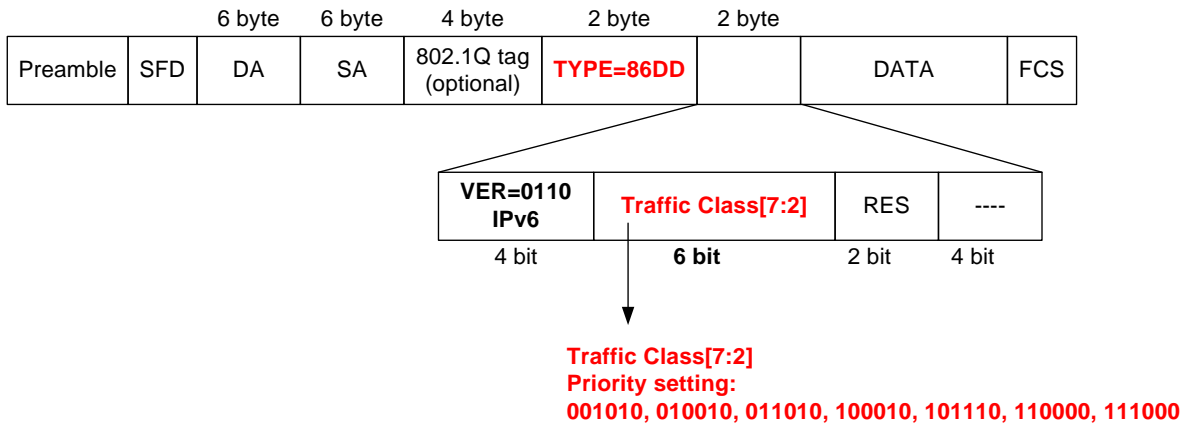 6 byte 6 byte 4 byte 2 byte 2 byte
Preamble SFD DA SA 802.1Q tag (optional) TYPE=86DD DATA FCS
VER=0110 IPv6 Traffic Class[7:2] RES ----
4 bit 6 bit 2 bit 4 bit
Traffic Class[7:2]
Priority setting:
001010, 010010, 011010, 100010, 101110, 110000, 111000